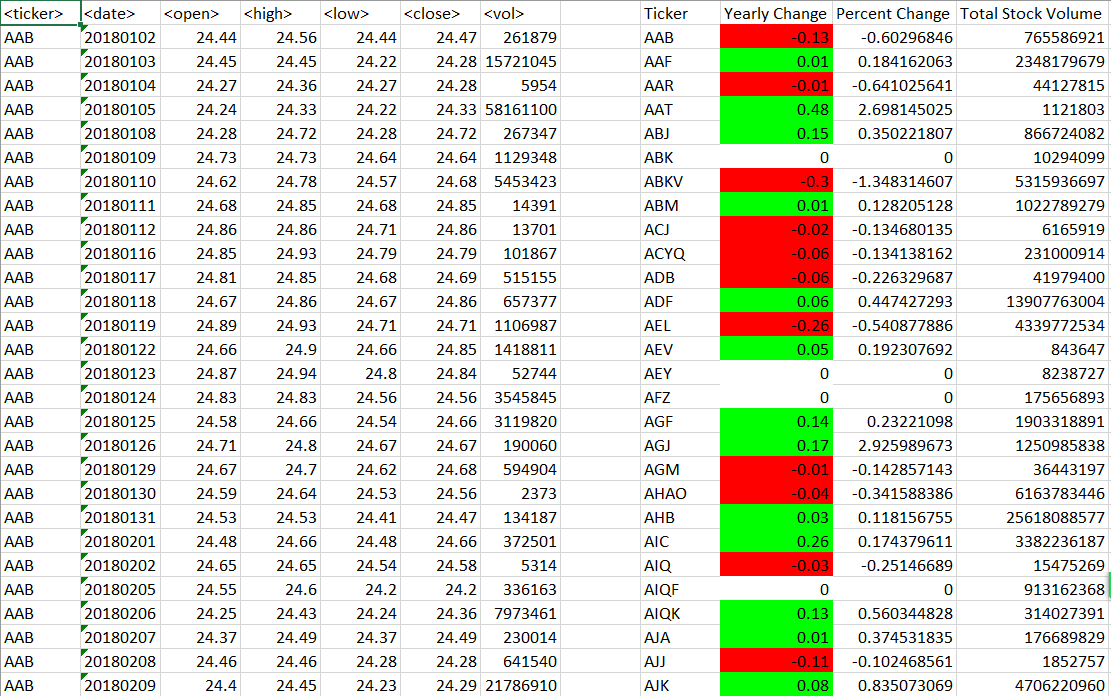 <ticker> <date> <open> <high> <low> <close> <vol> Ticker Yearly Change Percent Change Total Stock Volume
AAB 20180102 24.44 24.56 24.44 24.47 261879 AAB -0.13 -0.60296846 765586921
AAB 20180103 24.45 24.45 24.22 24.28 15721045 AAF 0.01 0.184162063 2348179679
AAB 20180104 24.27 24.36 24.27 24.28 5954 AAR -0.01 -0.641025641 44127815
AAB 20180105 24.24 24.33 24.22 24.33 58161100 AAT 0.48 2.698145025 1121803
AAB 20180108 24.28 24.72 24.28 24.72 267347 ABJ 0.15 0.350221807 866724082
AAB 20180109 24.73 24.73 24.64 24.64 1129348 ABK 0 0 10294099
AAB 20180110 24.62 24.78 24.57 24.68 5453423 ABKV -0.3 -1.348314607 5315936697
AAB 20180111 24.68 24.85 24.68 24.85 14391 ABM 0.01 0.128205128 1022789279
AAB 20180112 24.86 24.86 24.71 24.86 13701 ACJ -0.02 -0.134680135 6165919
AAB 20180116 24.85 24.93 24.79 24.79 101867 ACYQ -0.06 -0.134138162 231000914
AAB 20180117 24.81 24.85 24.68 24.69 515155 ADB -0.06 -0.226329687 41979400
AAB 20180118 24.67 24.86 24.67 24.86 657377 ADF 0.06 0.447427293 13907763004
AAB 20180119 24.89 24.93 24.71 24.71 1106987 AEL -0.26 -0.540877886 4339772534
AAB 20180122 24.66 24.9 24.66 24.85 1418811 AEV 0.05 0.192307692 843647
AAB 20180123 24.87 24.94 24.8 24.84 52744 AEY 0 0 8238727
AAB 20180124 24.83 24.83 24.56 24.56 3545845 AFZ 0 0 175656893
AAB 20180125 24.58 24.66 24.54 24.66 3119820 AGF 0.14 0.23221098 1903318891
AAB 20180126 24.71 24.8 24.67 24.67 190060 AGJ 0.17 2.925989673 1250985838
AAB 20180129 24.67 24.7 24.62 24.68 594904 AGM -0.01 -0.142857143 36443197
AAB 20180130 24.59 24.64 24.53 24.56 2373 AHAO -0.04 -0.341588386 6163783446
AAB 20180131 24.53 24.53 24.41 24.47 134187 AHB 0.03 0.118156755 25618088577
AAB 20180201 24.48 24.66 24.48 24.66 372501 AIC 0.26 0.174379611 3382236187
AAB 20180202 24.65 24.65 24.54 24.58 5314 AIQ -0.03 -0.25146689 15475269
AAB 20180205 24.55 24.6 24.2 24.2 336163 AIQF 0 0 913162368
AAB 20180206 24.25 24.43 24.24 24.36 7973461 AIQK 0.13 0.560344828 314027391
AAB 20180207 24.37 24.49 24.37 24.49 230014 AJA 0.01 0.374531835 176689829
AAB 20180208 24.46 24.46 24.28 24.28 641540 AJJ -0.11 -0.102468561 1852757
AAB 20180209 24.4 24.45 24.23 24.29 21786910 AJK 0.08 0.835073069 4706220960